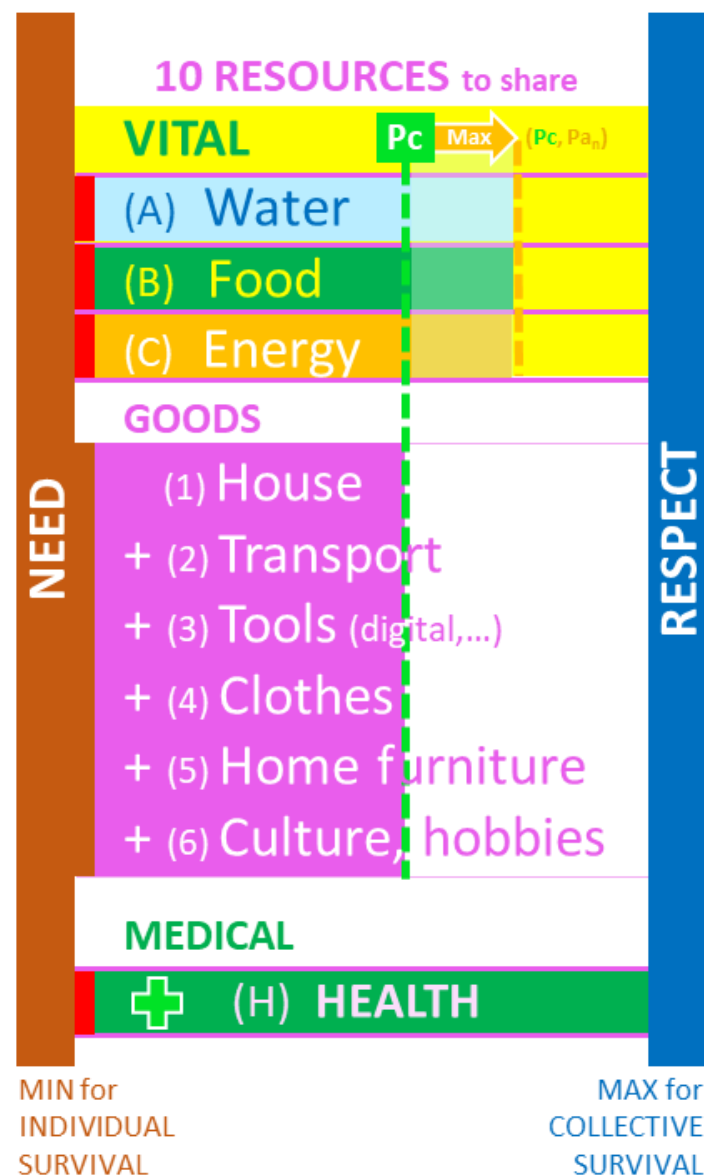 10 RESOURCES to share
VITAL Pc Max (Pc, Paₙ)
(A) Water
(B) Food
(C) Energy
GOODS
(1) House
+ (2) Transport
+ (3) Tools (digital,...)
+ (4) Clothes
+ (5) Home furniture
+ (6) Culture, hobbies
NEED
RESPECT
MEDICAL
(H) HEALTH
MIN for
INDIVIDUAL
SURVIVAL
MAX for
COLLECTIVE
SURVIVAL